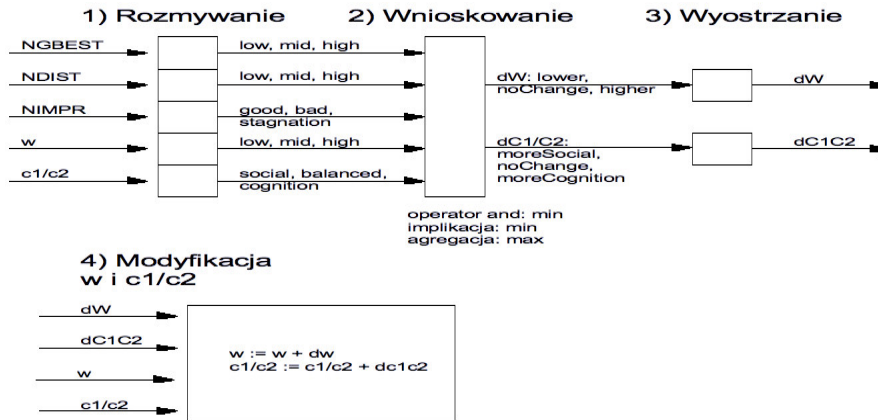 1) Rozmywanie
2) Wnioskowanie
3) Wyostrzanie
NGBEST
low, mid, high
NDIST
low, mid, high
dW: lower,
noChange, higher
dW
NIMPR
good, bad,
stagnation
w
low, mid, high
dC1/C2:
moreSocial,
noChange,
moreCognition
dC1C2
c1/c2
social, balanced,
cognition
operator and: min
implikacja: min
agregacja: max
4) Modyfikacja
w i c1/c2
dW
dC1C2
w
c1/c2
w := w + dw
c1/c2 := c1/c2 + dc1c2